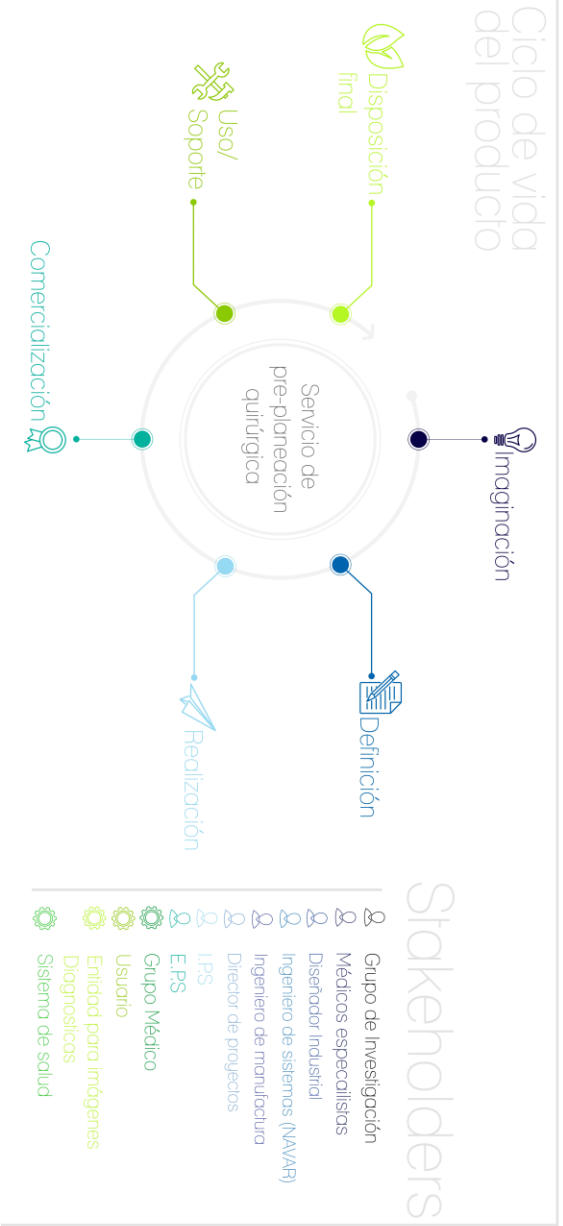 Ciclo de vida
del producto
Imaginación
Definición
Realización
Comercialización
Uso/
Soporte
Disposición
final
Servicio de
pre-planeación
quirúrgica
Stakeholders
Grupo de Investigación
Médicos especailistas
Diseñador Industrial
Ingeniero de sistemas (NAVAR)
Ingeniero de manufactura
Director de proyectos
I.PS
E.PS
Grupo Médico
Usuario
Entidad para imágenes
Diagnosticas
Sistema de salud